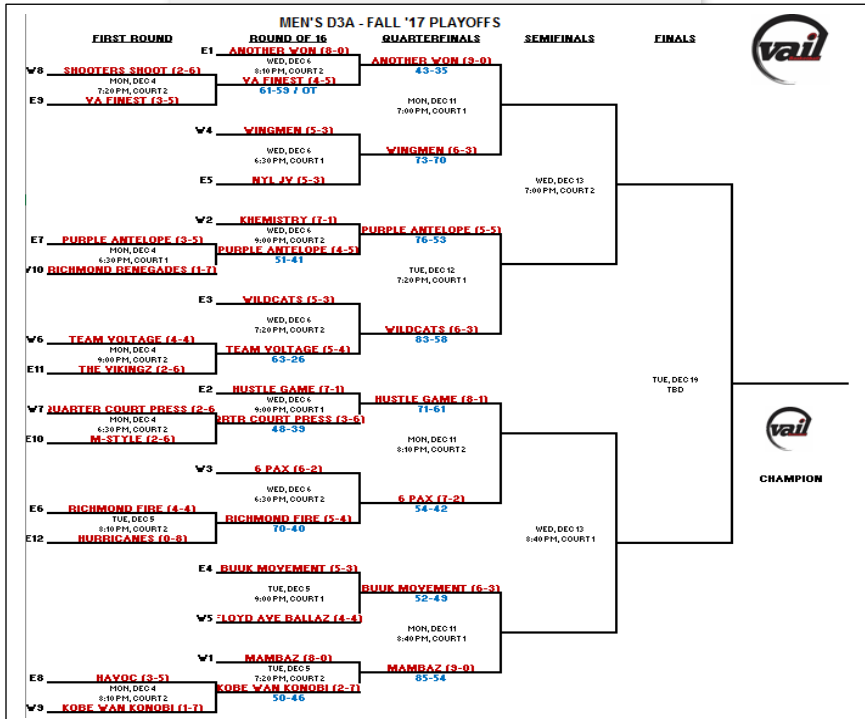 MEN'S D3A - FALL '17 PLAYOFFS
FIRST ROUND ROUND OF 16 QUARTERFINALS SEMIFINALS FINALS
vail
E1 ANOTHER WON (8-0)
WED, DEC 6
8:10 PM, COURT 2
ANOTHER WON (9-0)
43-35
W8 SHOOTERS SHOOT (2-6)
MON, DEC 4
7:20 PM, COURT 2
YA FINEST (4-5)
61-59 / OT
E9 YA FINEST (3-5)
MON, DEC 11
7:00 PM, COURT 1
W4 WINGMEN (5-3)
WED, DEC 6
6:30 PM, COURT 1
WINGMEN (6-3)
73-70
E5 NYL JV (5-3)
WED, DEC 13
7:00 PM, COURT 2
W2 KHEMISTRY (7-1)
WED, DEC 6
9:00 PM, COURT 2
PURPLE ANTELOPE (5-5)
76-53
E7 PURPLE ANTELOPE (3-5)
MON, DEC 4
6:30 PM, COURT 1
PURPLE ANTELOPE (4-5)
51-41
V10 RICHMOND RENEGADES (1-7)
TUE, DEC 12
7:20 PM, COURT 1
E3 WILDCATS (5-3)
WED, DEC 6
7:20 PM, COURT 2
WILDCATS (6-3)
83-58
W6 TEAM VOLTAGE (4-4)
MON, DEC 4
9:00 PM, COURT 2
TEAM VOLTAGE (5-4)
63-26
E11 THE VIKINGZ (2-6)
TUE, DEC 19
TBD
E2 HUSTLE GAME (7-1)
WED, DEC 6
9:00 PM, COURT 1
HUSTLE GAME (8-1)
71-61
W7 QUARTER COURT PRESS (2-6
MON, DEC 4
6:30 PM, COURT 2
RTR COURT PRESS (3-6)
48-39
E10 M-STYLE (2-6)
MON, DEC 11
8:10 PM, COURT 2
vail
CHAMPION
W3 6 PAX (6-2)
WED, DEC 6
6:30 PM, COURT 2
6 PAX (7-2)
54-42
E6 RICHMOND FIRE (4-4)
TUE, DEC 5
8:10 PM, COURT 2
RICHMOND FIRE (5-4)
70-40
E12 HURRICANES (0-8)
WED, DEC 13
8:40 PM, COURT 1
E4 BUUK MOVEMENT (5-3)
TUE, DEC 5
9:00 PM, COURT 1
BUUK MOVEMENT (6-3)
52-49
W5 FLOYD AVE BALLAZ (4-4)
MON, DEC 11
8:40 PM, COURT 1
W1 MAMBAZ (8-0)
TUE, DEC 5
7:20 PM, COURT 2
MAMBAZ (9-0)
85-54
E8 HAVOC (3-5)
MON, DEC 4
8:10 PM, COURT 2
KOBE WAN KONOBI (2-7)
50-46
W9 KOBE WAN KONOBI (1-7)